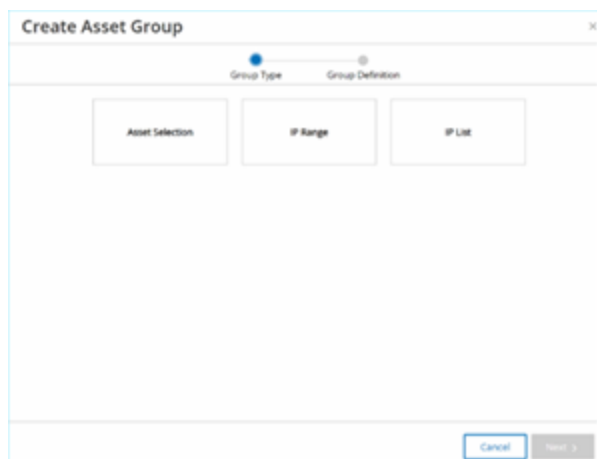 Create Asset Group
Group Type Group Definition
Asset Selection IP Range IP List
Cancel Next